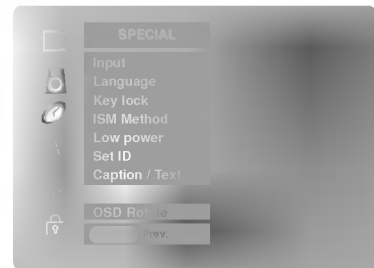 SPECIAL
Input
Language
Key lock
ISM Method
Low power
Set ID
Caption / Text
OSD Rotate
Prev.